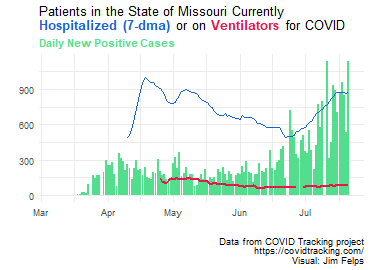 Patients in the State of Missouri Currently
Hospitalized (7-dma) or on Ventilators for COVID
Daily New Positive Cases
900
600
300
0
Mar Apr May Jun Jul
Data from COVID Tracking project
https://covidtracking.com/
Visual: Jim Felps